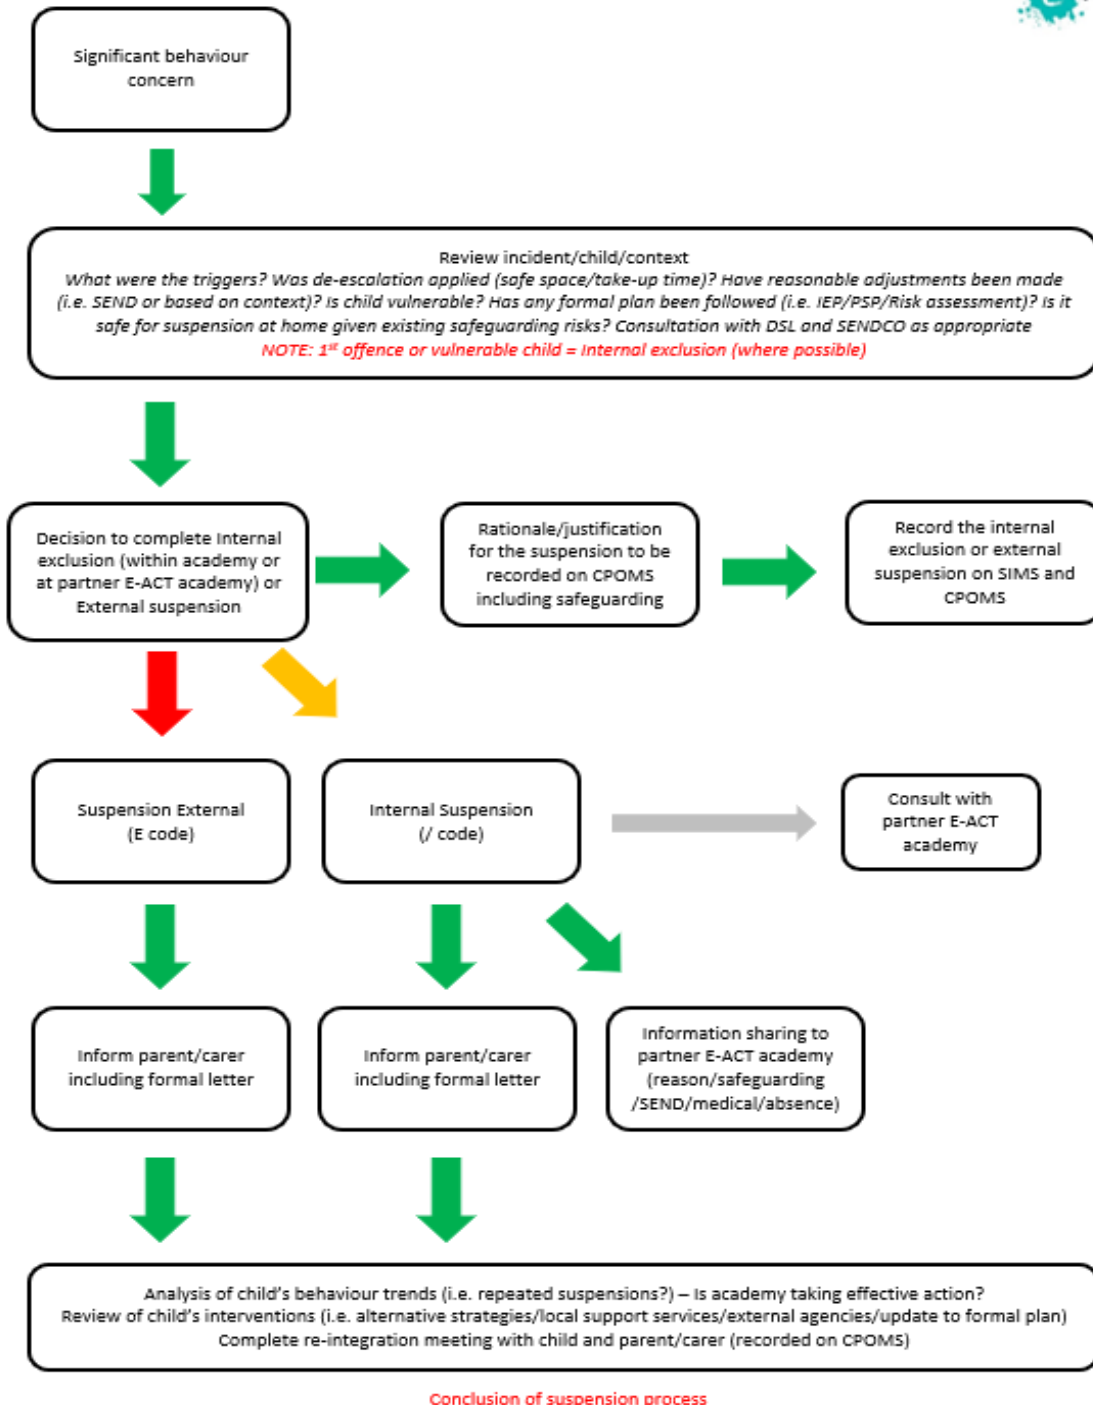 Significant behaviour
concern
Review incident/child/context
What were the triggers? Was de-escalation applied (safe space/take-up time)? Have reasonable adjustments been made
(i.e. SEND or based on context)? Is child vulnerable? Has any formal plan been followed (i.e. IEP/PSP/Risk assessment)? Is it
safe for suspension at home given existing safeguarding risks? Consultation with DSL and SENDCO as appropriate
NOTE: 1st offence or vulnerable child = Internal exclusion (where possible)
Decision to complete Internal
exclusion (within academy or
at partner E-ACT academy) or
External suspension
Rationale/justification
for the suspension to be
recorded on CPOMS
including safeguarding
Record the internal
exclusion or external
suspension on SIMS and
CPOMS
Suspension External
(E code)
Internal Suspension
(/ code)
Consult with
partner E-ACT
academy
Inform parent/carer
including formal letter
Inform parent/carer
including formal letter
Information sharing to
partner E-ACT academy
(reason/safeguarding
/SEND/medical/absence)
Analysis of child's behaviour trends (i.e. repeated suspensions?) – Is academy taking effective action?
Review of child's interventions (i.e. alternative strategies/local support services/external agencies/update to formal plan)
Complete re-integration meeting with child and parent/carer (recorded on CPOMS)
Conclusion of suspension process